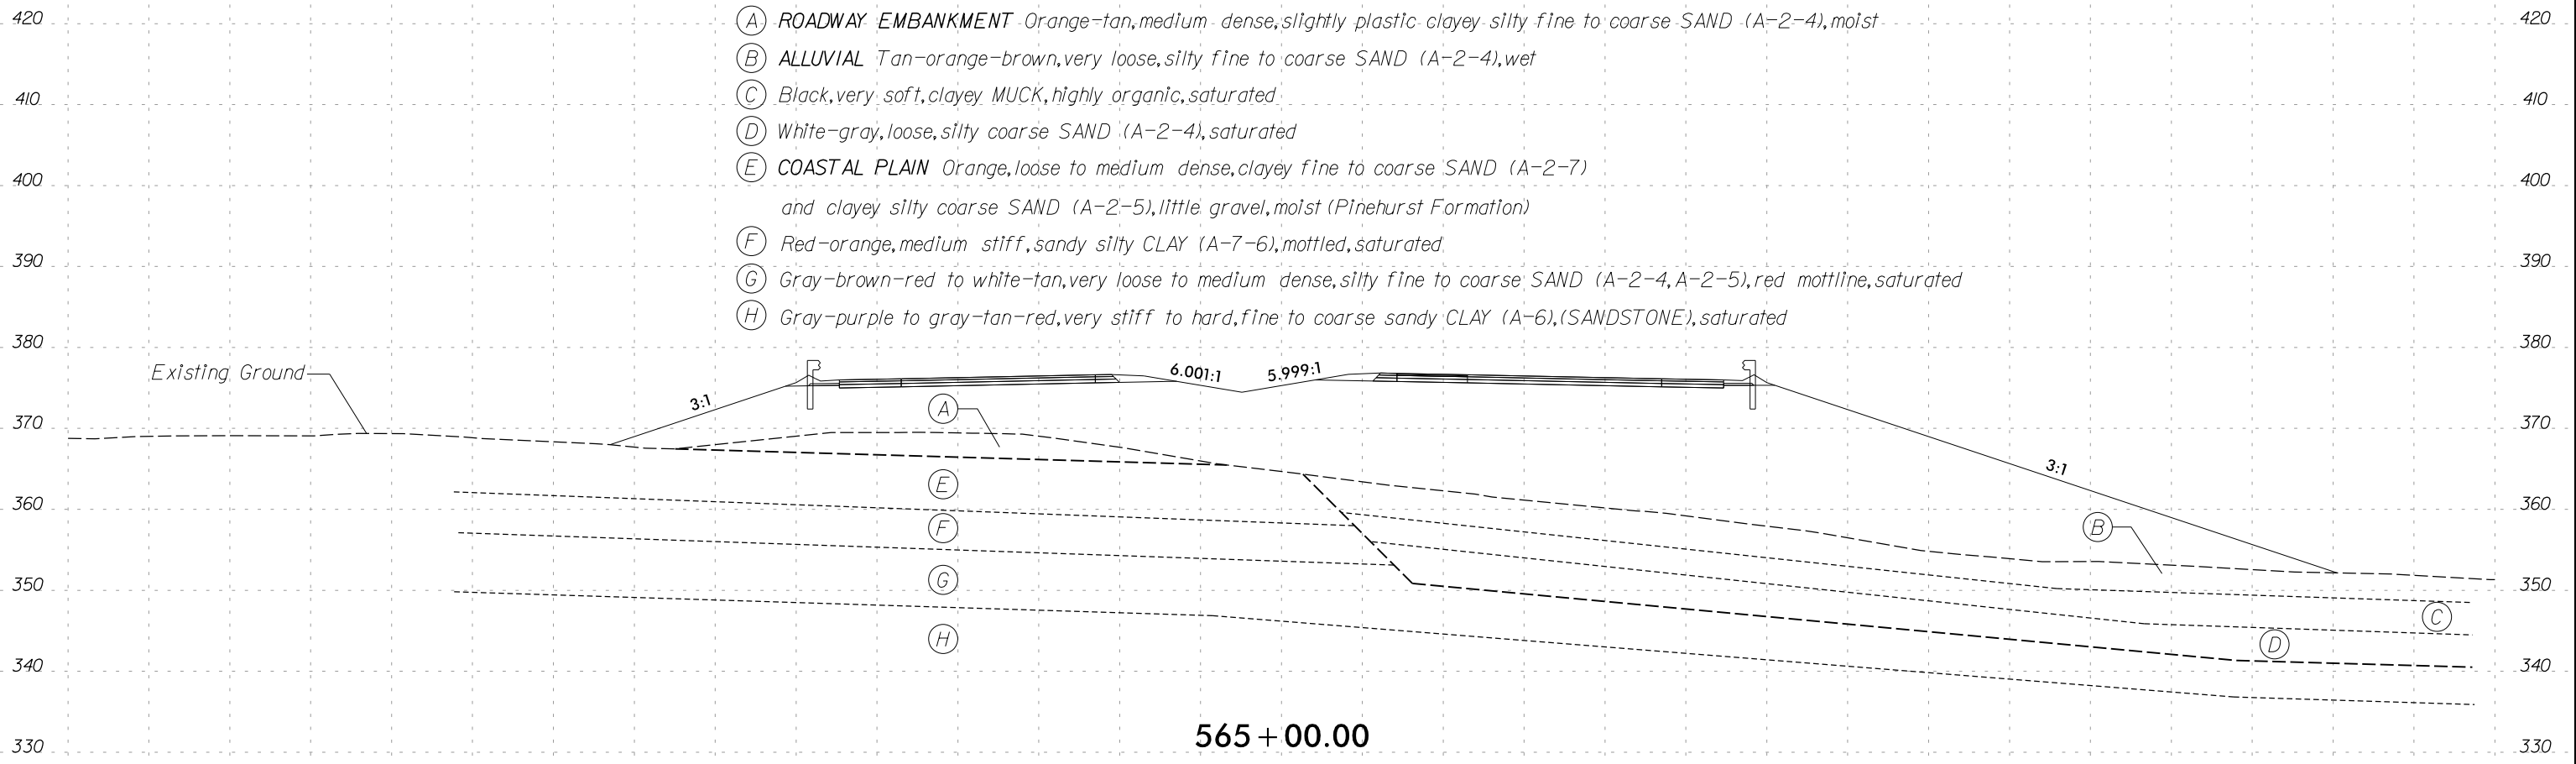 420
Ⓐ ROADWAY EMBANKMENT Orange-tan,medium dense,slightly plastic clayey silty fine to coarse SAND (A-2-4),moist
420
Ⓑ ALLUVIAL Tan-orange-brown,very loose,silty fine to coarse SAND (A-2-4),wet
410
Ⓒ Black,very soft,clayey MUCK,highly organic,saturated
410
Ⓓ White-gray,loose,silty coarse SAND (A-2-4),saturated
Ⓔ COASTAL PLAIN Orange,loose to medium dense,clayey fine to coarse SAND (A-2-7)
400
400
and clayey silty coarse SAND (A-2-5),little gravel,moist (Pinehurst Formation)
Ⓕ Red-orange,medium stiff,sandy silty CLAY (A-7-6),mottled,saturated
390
390
Ⓖ Gray-brown-red to white-tan,very loose to medium dense,silty fine to coarse SAND (A-2-4,A-2-5),red mottline,saturated
Ⓗ Gray-purple to gray-tan-red,very stiff to hard,fine to coarse sandy CLAY (A-6),(SANDSTONE),saturated
380
380
Existing Ground
6.001:1
5.999:1
3:1
A
370
370
3:1
E
360
360
F
B
G
350
350
C
H
D
340
340
565+00.00
330
330